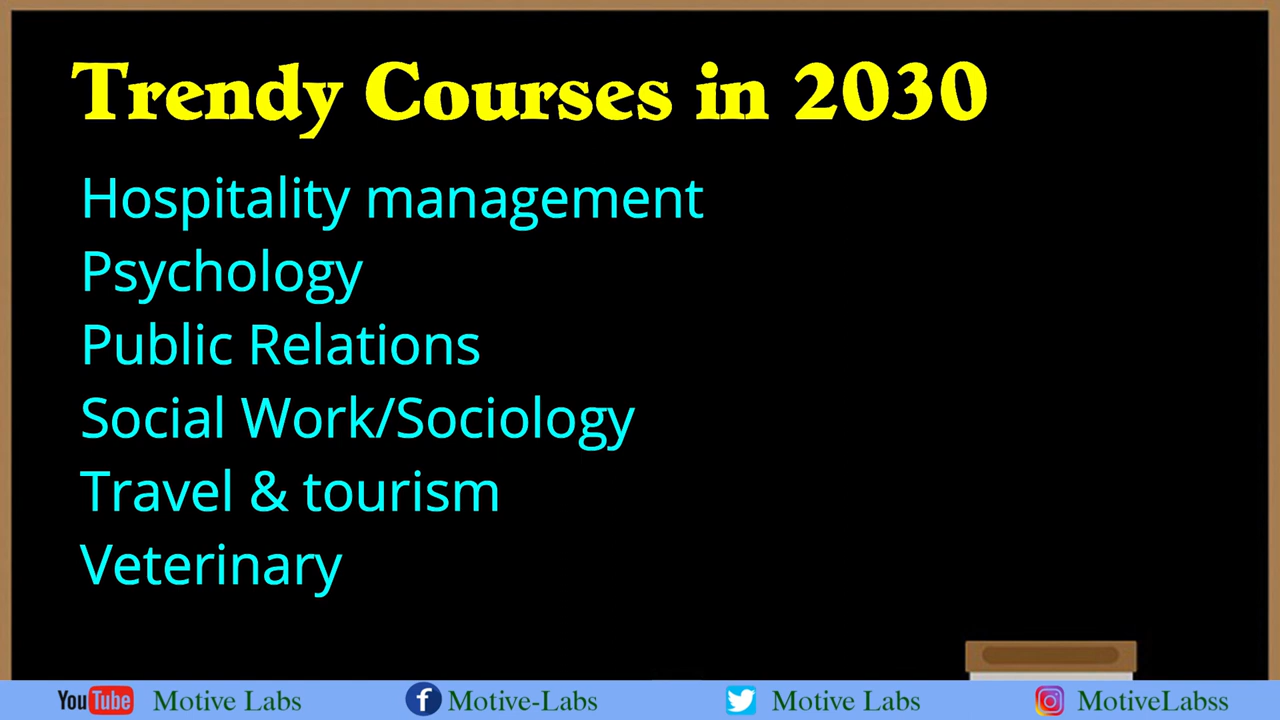 Trendy Courses in 2030
Hospitality management
Psychology
Public Relations
Social Work/Sociology
Travel & tourism
Veterinary
YouTube Motive Labs f Motive-Labs Motive Labs MotiveLabss